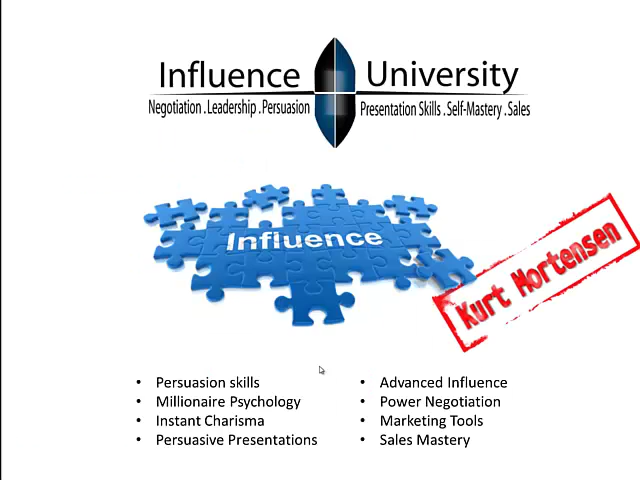 Influence University
Negotiation . Leadership . Persuasion Presentation Skills . Self-Mastery . Sales
Influence
Kurt Mortensen
• Persuasion skills
• Millionaire Psychology
• Instant Charisma
• Persuasive Presentations
• Advanced Influence
• Power Negotiation
• Marketing Tools
• Sales Mastery